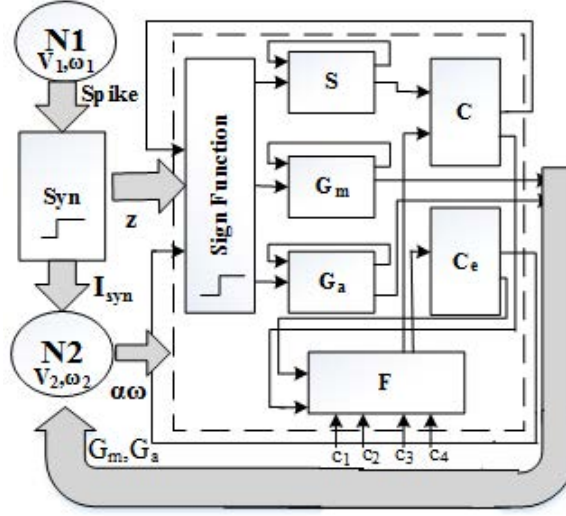 N1
V1,ω1
Spike
Syn
z
Isyn
N2
V2,ω2
αω
Gm,Ga
Sign Function
S
Gm
Ga
C
Ce
F
c1 c2 c3 c4